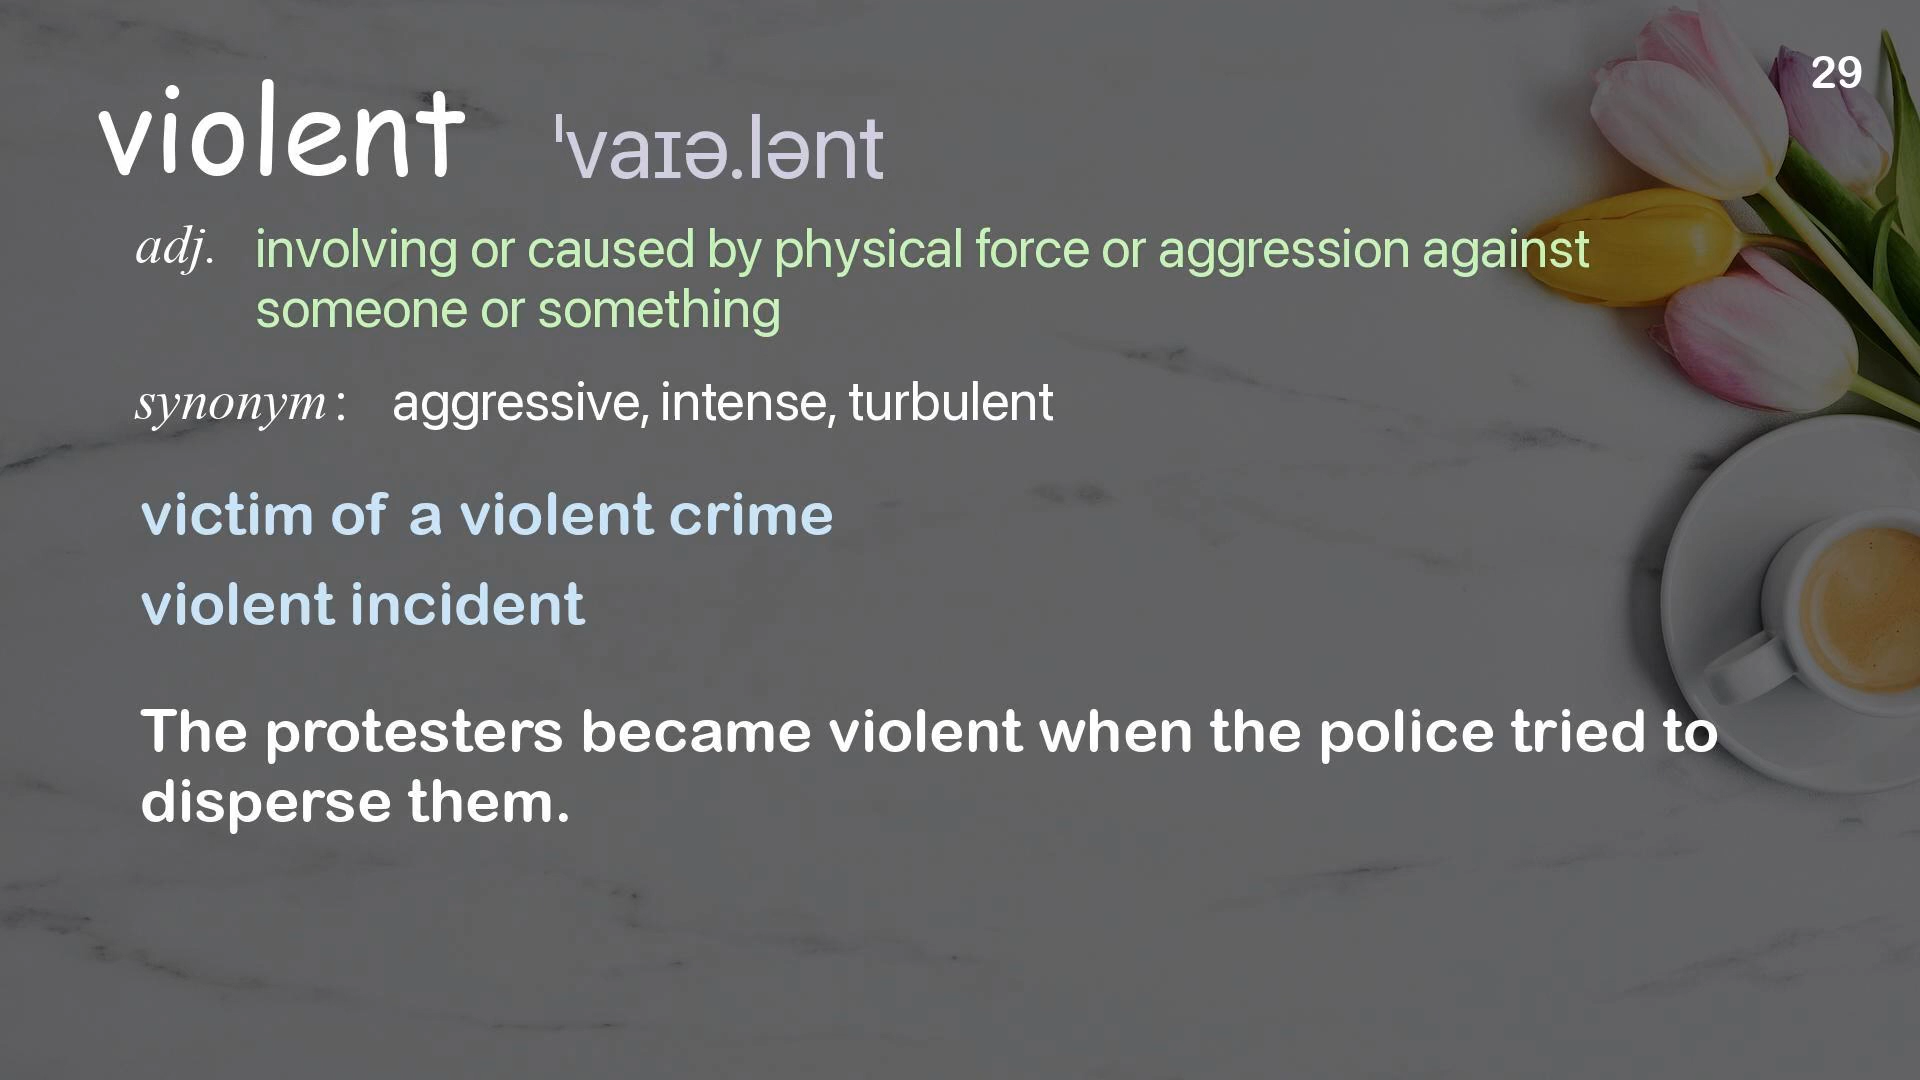 29
violent ˈvaɪə.lənt
adj. involving or caused by physical force or aggression against
someone or something
synonym: aggressive, intense, turbulent
victim of a violent crime
violent incident
The protesters became violent when the police tried to
disperse them.